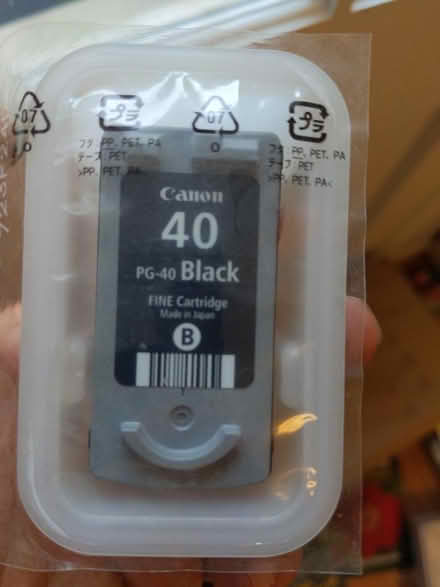 07
O
プラ
フタ:PP, PET, PA
テープ:PET
>PP, PET, PA<
07
O
プラ
フタ:PP, PET, PA
テープ:PET
>PP, PET, PA<
Canon
40
PG-40 Black
FINE Cartridge
Made in Japan
B